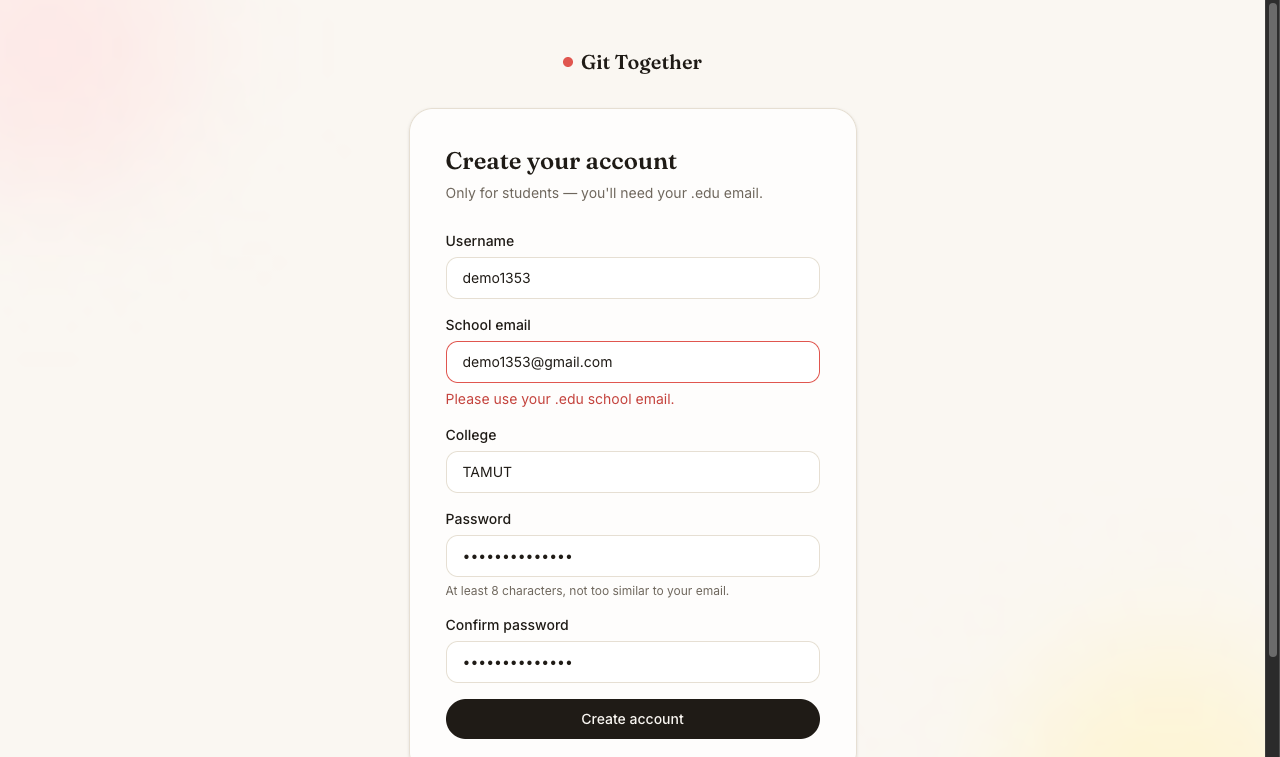 Git Together
Create your account
Only for students — you'll need your .edu email.
Username
demo1353
School email
demo1353@gmail.com
Please use your .edu school email.
College
TAMUT
Password
••••••••••••••
At least 8 characters, not too similar to your email.
Confirm password
••••••••••••••
Create account